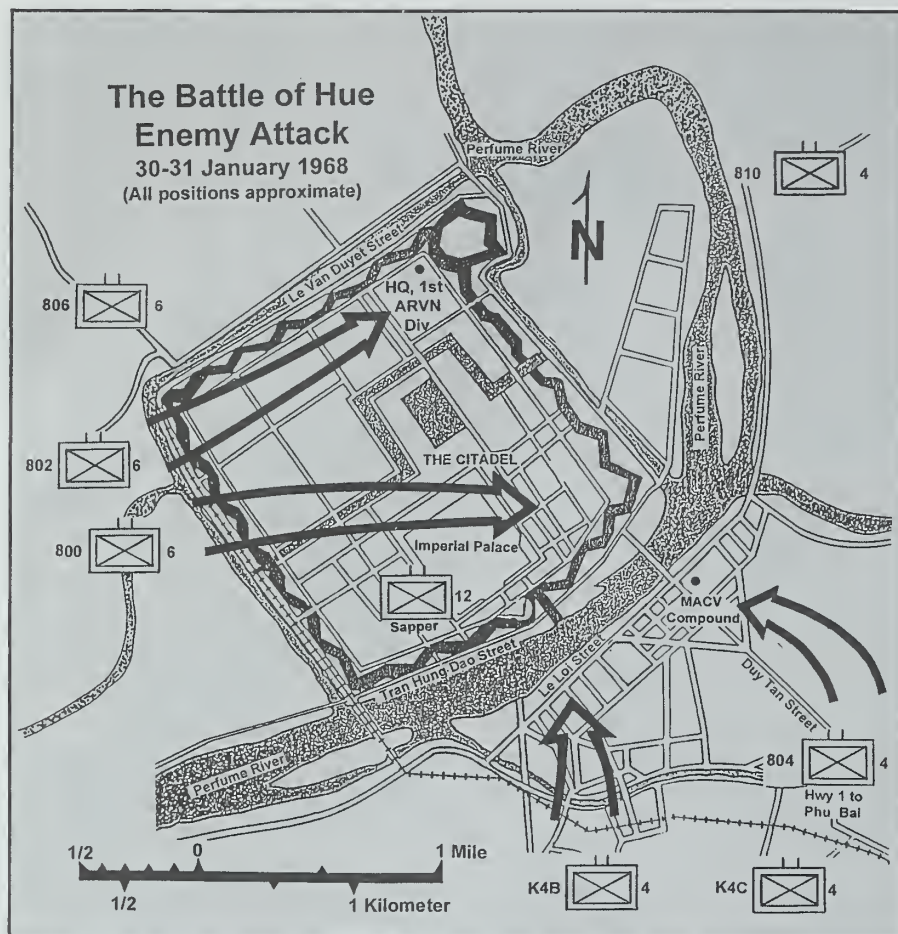 The Battle of Hue
Enemy Attack
30-31 January 1968
(All positions approximate)
Perfume River
810
4
N
Le Van Duyet Street
HQ, 1st
ARVN
Div
806
6
Perfume River
802
6
THE CITADEL
800
6
Imperial Palace
12
Sapper
MACV
Compound
Tran Hung Dao Street
Le Loi Street
Duy Tan Street
804
4
Hwy 1 to
Phu Bai
Perfume River
1/2
0
1 Mile
1/2
1 Kilometer
K4B
4
K4C
4